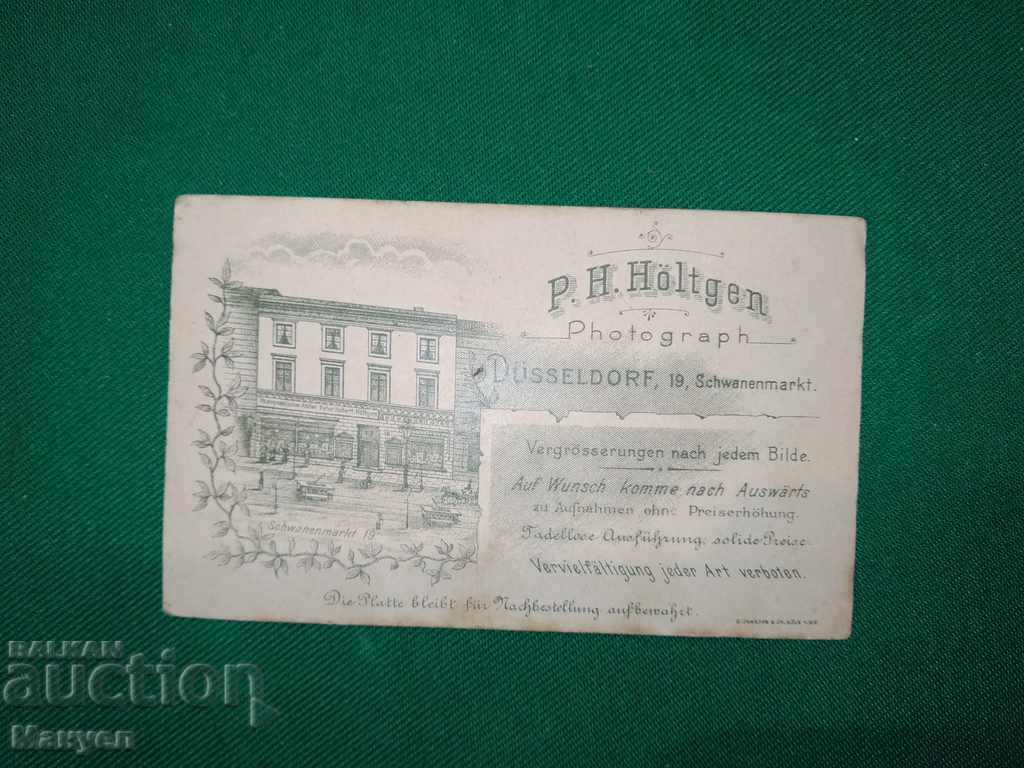 P. H. Höltgen
Photograph
DÜSSELDORF, 19, Schwanenmarkt.
Vergrösserungen nach jedem Bilde.
Auf Wunsch komme nach Auswärts
zu Aufnahmen ohne Preiserhöhung.
Tadellose Ausführung, solide Preise.
Vervielfältigung jeder Art verboten.
Schwanenmarkt 19
Die Platte bleibt für Nachbestellung aufbewahrt.
BALKAN
auction
Макуел